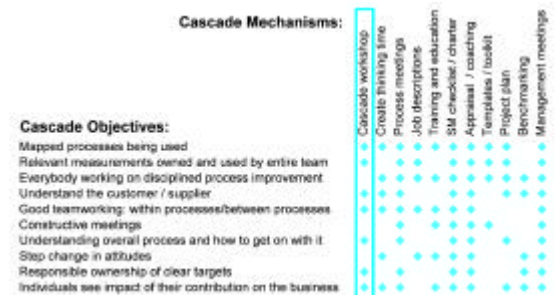 Cascade Mechanisms:
Cascade workshop
Create thinking time
Process meetings
Job descriptions
Training and education
SM checklist / charter
Appraisal / coaching
Templates / toolkit
Project plan
Benchmarking
Management meetings
Cascade Objectives:
Mapped processes being used
Relevant measurements owned and used by entire team
Everybody working on disciplined process improvement
Understand the customer / supplier
Good teamworking: within processes/between processes
Constructive meetings
Understanding overall process and how to get on with it
Step change in attitudes
Responsible ownership of clear targets
Individuals see impact of their contribution on the business